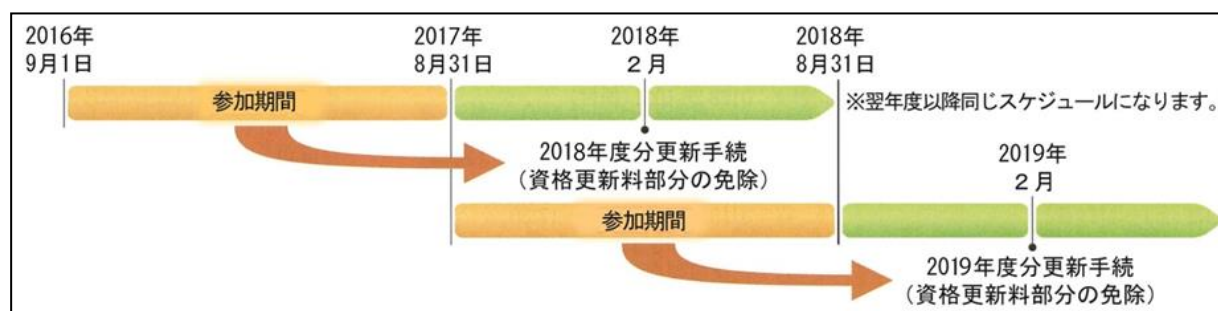 2016年
9月1日
2017年
8月31日
2018年
２月
2018年
8月31日
参加期間
※翌年度以降同じスケジュールになります。
2018年度分更新手続
（資格更新料部分の免除）
2019年
２月
参加期間
2019年度分更新手続
（資格更新料部分の免除）